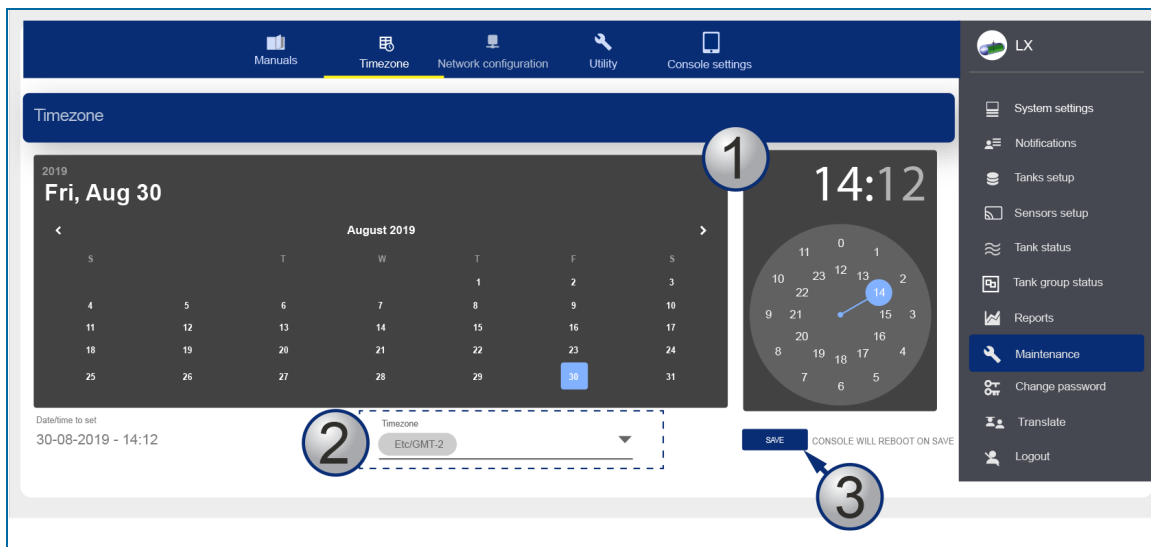 Manuals
Timezone
Network configuration
Utility
Console settings
LX
Timezone
1
2019
Fri, Aug 30
August 2019
S T W T F S
1 2 3
4 5 6 7 8 9 10
11 12 13 14 15 16 17
18 19 20 21 22 23 24
25 26 27 28 29 30 31
14:12
0
11 1
12
23 13
10 2
22 14
9 21 15 3
20 16
8 4
19 17
18
7 5
6
Date/time to set
30-08-2019 - 14:12
2
Timezone
Etc/GMT-2
SAVE CONSOLE WILL REBOOT ON SAVE
3
System settings
Notifications
Tanks setup
Sensors setup
Tank status
Tank group status
Reports
Maintenance
Change password
Translate
Logout